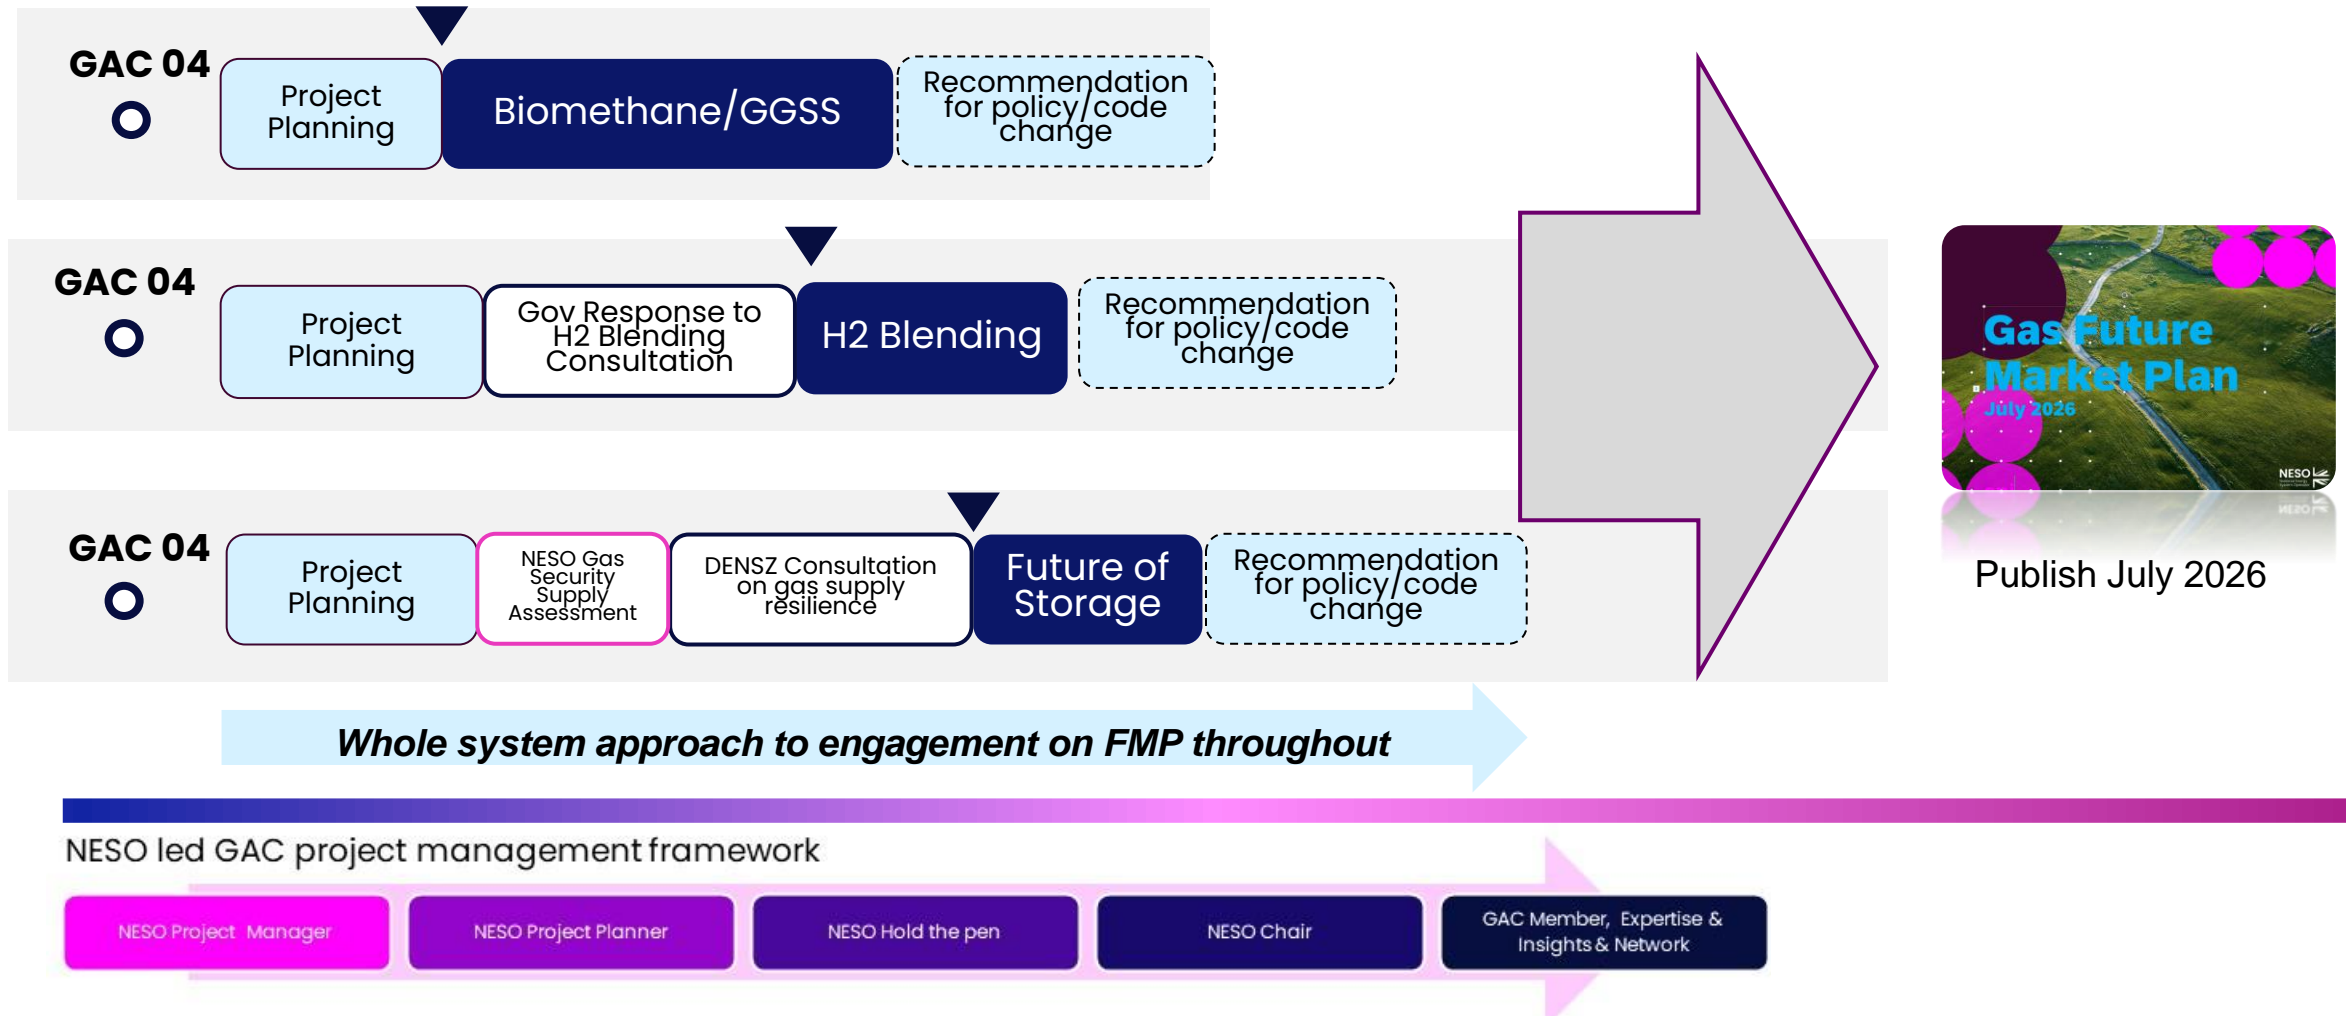 GAC 04
Project
Planning
Biomethane/GGSS
Recommendation
for policy/code
change
GAC 04
Project
Planning
Gov Response to
H2 Blending
Consultation
H2 Blending
Recommendation
for policy/code
change
Gas Future
Market Plan
July 2026
NESO
NESO
Publish July 2026
GAC 04
Project
Planning
NESO Gas
Security
Supply
Assessment
DENSZ Consultation
on gas supply
resilience
Future of
Storage
Recommendation
for policy/code
change
Whole system approach to engagement on FMP throughout
NESO led GAC project management framework
NESO Project Manager
NESO Project Planner
NESO Hold the pen
NESO Chair
GAC Member, Expertise &
Insights & Network